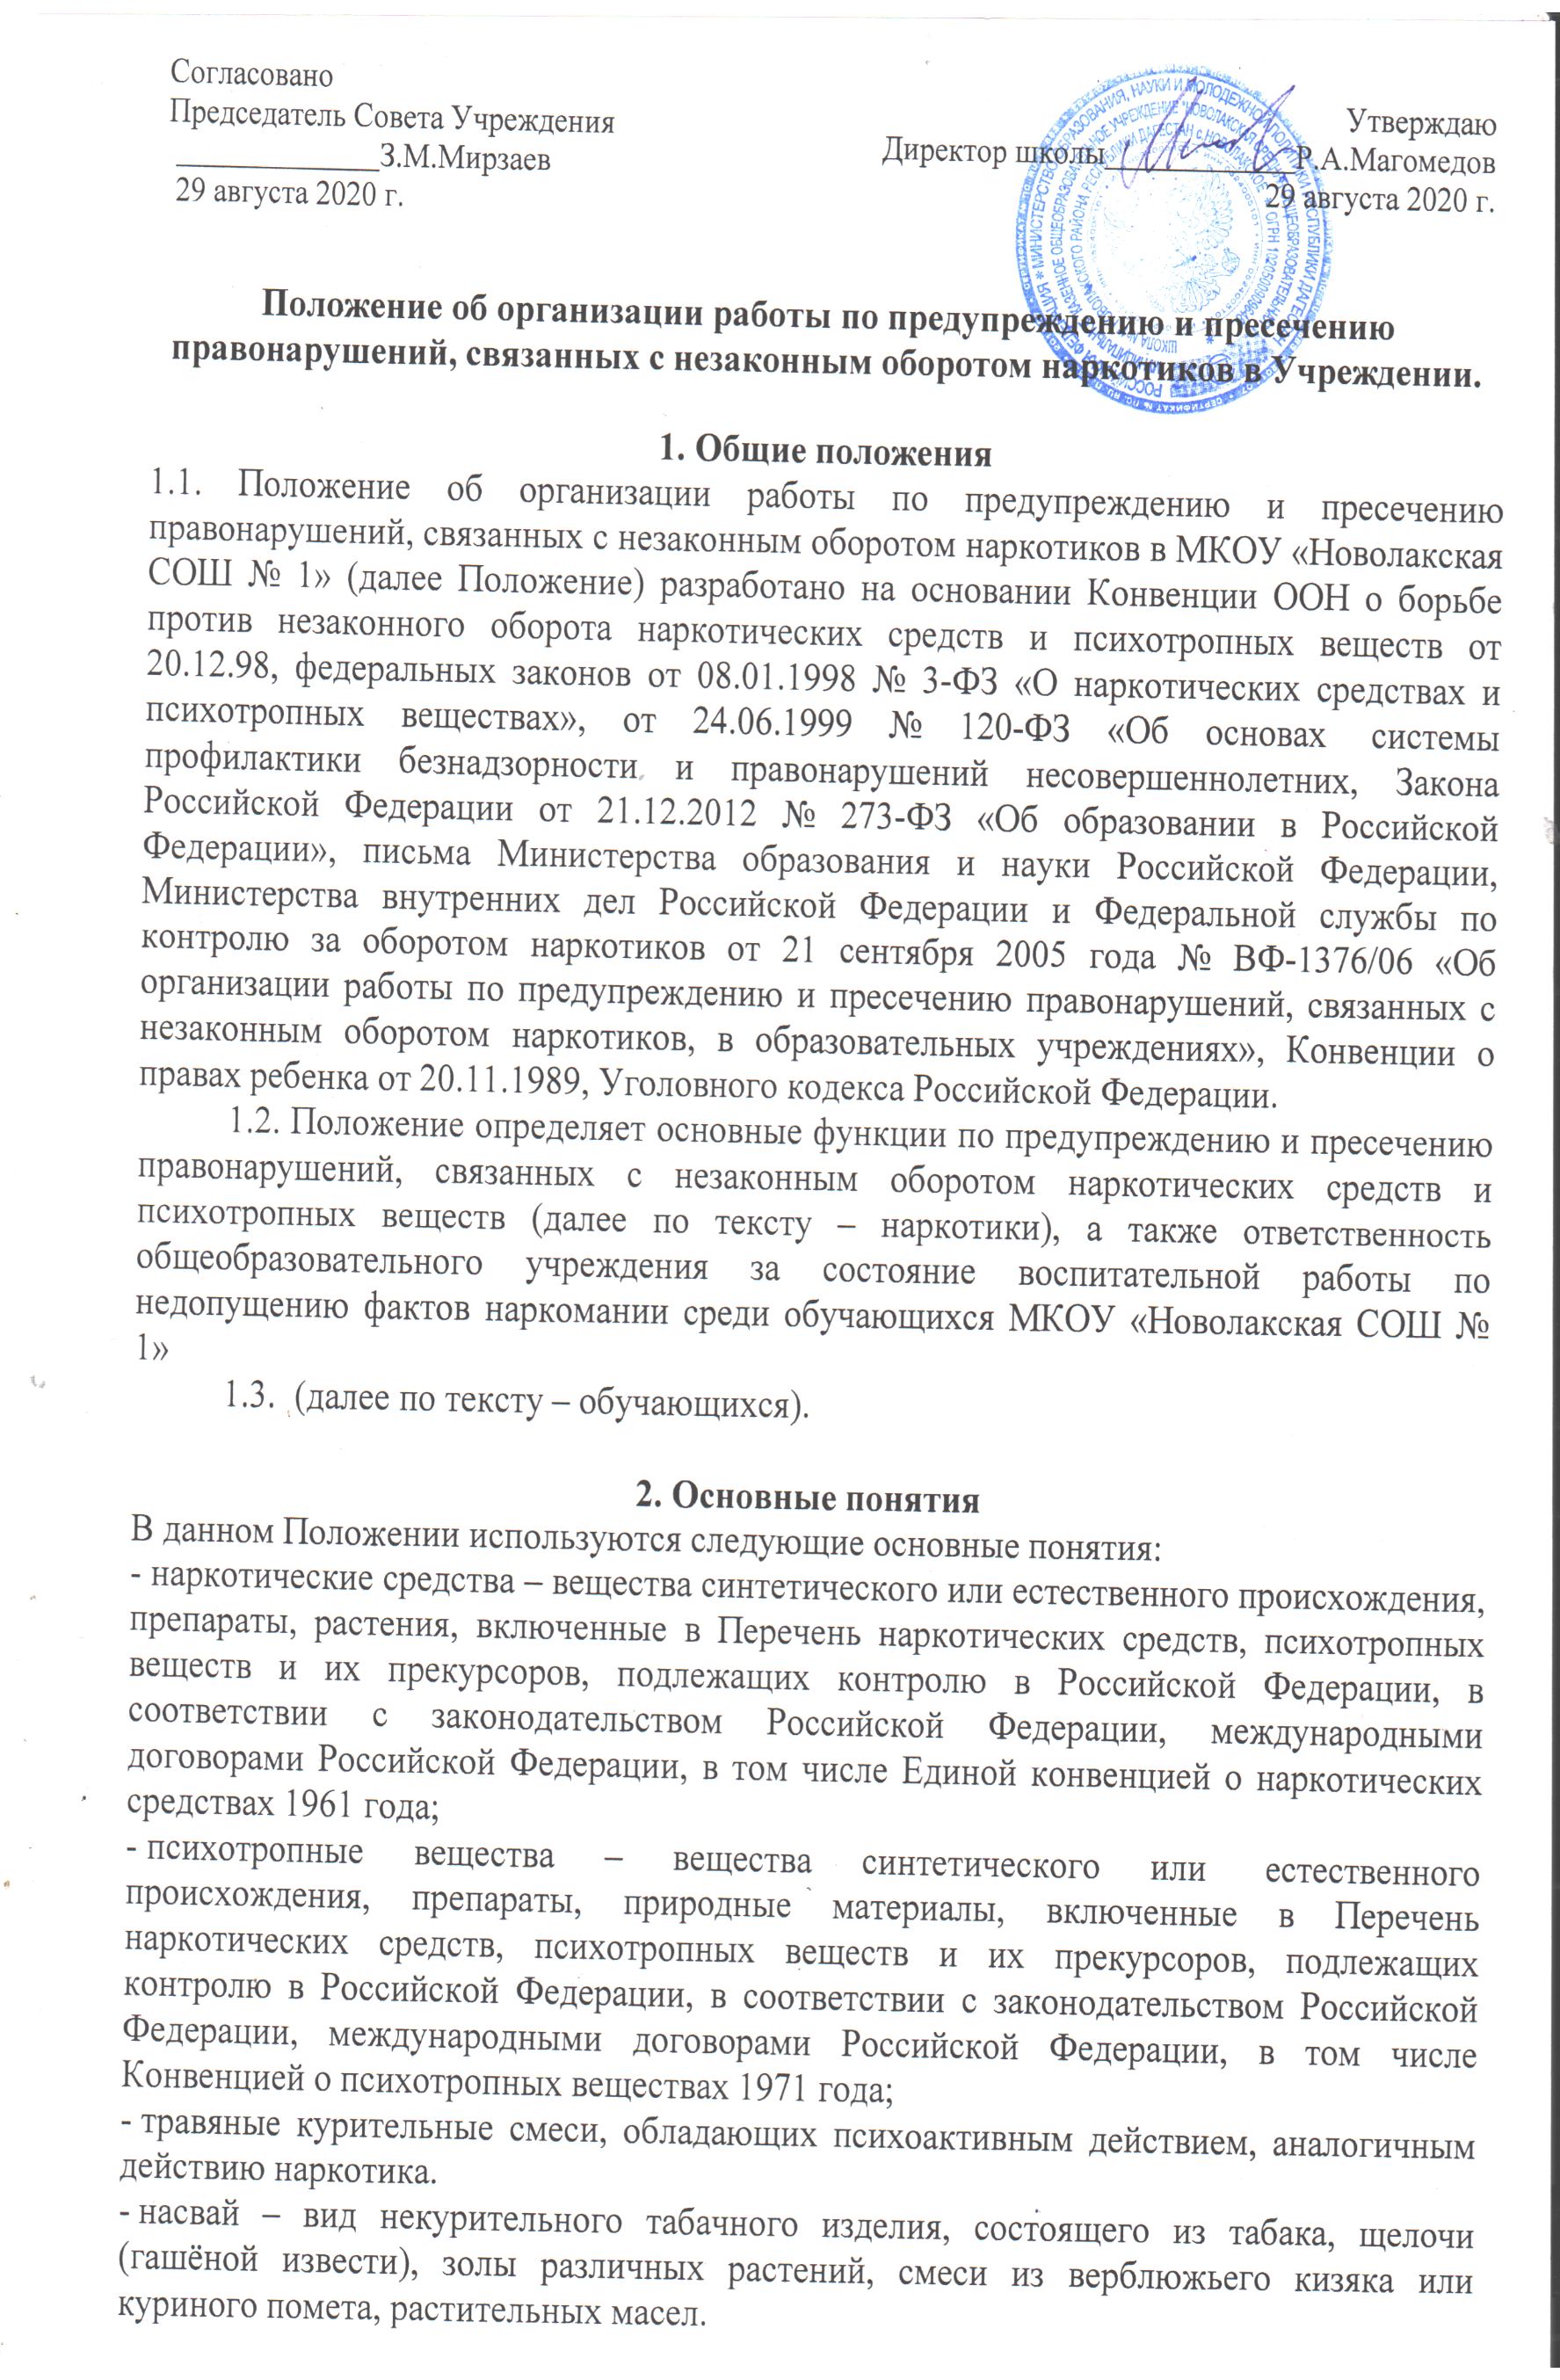 Согласовано
Председатель Совета Учреждения
____________З.М.Мирзаев
29 августа 2020 г.
Утверждаю
Директор школы___________Р.А.Магомедов
29 августа 2020 г.
Положение об организации работы по предупреждению и пресечению
правонарушений, связанных с незаконным оборотом наркотиков в Учреждении.
1. Общие положения
1.1. Положение об организации работы по предупреждению и пресечению
правонарушений, связанных с незаконным оборотом наркотиков в МКОУ «Новолакская
СОШ № 1» (далее Положение) разработано на основании Конвенции ООН о борьбе
против незаконного оборота наркотических средств и психотропных веществ от
20.12.98, федеральных законов от 08.01.1998 № 3-ФЗ «О наркотических средствах и
психотропных веществах», от 24.06.1999 № 120-ФЗ «Об основах системы
профилактики безнадзорности и правонарушений несовершеннолетних, Закона
Российской Федерации от 21.12.2012 № 273-ФЗ «Об образовании в Российской
Федерации», письма Министерства образования и науки Российской Федерации,
Министерства внутренних дел Российской Федерации и Федеральной службы по
контролю за оборотом наркотиков от 21 сентября 2005 года № ВФ-1376/06 «Об
организации работы по предупреждению и пресечению правонарушений, связанных с
незаконным оборотом наркотиков, в образовательных учреждениях», Конвенции о
правах ребенка от 20.11.1989, Уголовного кодекса Российской Федерации.
1.2. Положение определяет основные функции по предупреждению и пресечению
правонарушений, связанных с незаконным оборотом наркотических средств и
психотропных веществ (далее по тексту – наркотики), а также ответственность
общеобразовательного учреждения за состояние воспитательной работы по
недопущению фактов наркомании среди обучающихся МКОУ «Новолакская СОШ №
1»
1.3. (далее по тексту – обучающихся).
2. Основные понятия
В данном Положении используются следующие основные понятия:
- наркотические средства – вещества синтетического или естественного происхождения,
препараты, растения, включенные в Перечень наркотических средств, психотропных
веществ и их прекурсоров, подлежащих контролю в Российской Федерации, в
соответствии с законодательством Российской Федерации, международными
договорами Российской Федерации, в том числе Единой конвенцией о наркотических
средствах 1961 года;
- психотропные вещества – вещества синтетического или естественного
происхождения, препараты, природные материалы, включенные в Перечень
наркотических средств, психотропных веществ и их прекурсоров, подлежащих
контролю в Российской Федерации, в соответствии с законодательством Российской
Федерации, международными договорами Российской Федерации, в том числе
Конвенцией о психотропных веществах 1971 года;
- травяные курительные смеси, обладающих психоактивным действием, аналогичным
действию наркотика.
- насвай – вид некурительного табачного изделия, состоящего из табака, щелочи
(гашёной извести), золы различных растений, смеси из верблюжьего кизяка или
куриного помета, растительных масел.